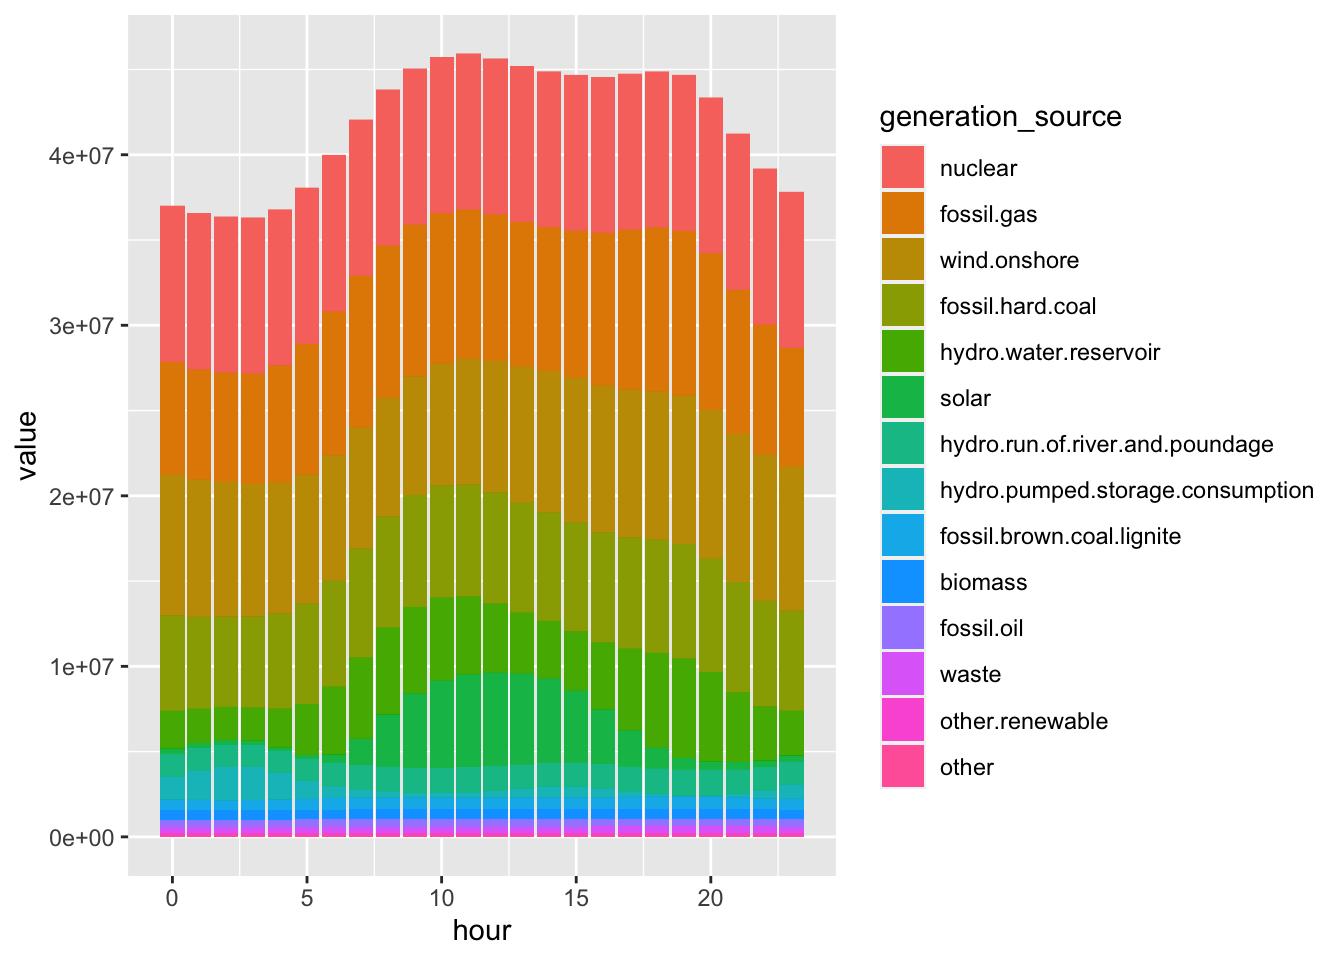 value
4e+07
3e+07
2e+07
1e+07
0e+00
0 5 10 15 20
hour
generation_source
nuclear
fossil.gas
wind.onshore
fossil.hard.coal
hydro.water.reservoir
solar
hydro.run.of.river.and.poundage
hydro.pumped.storage.consumption
fossil.brown.coal.lignite
biomass
fossil.oil
waste
other.renewable
other